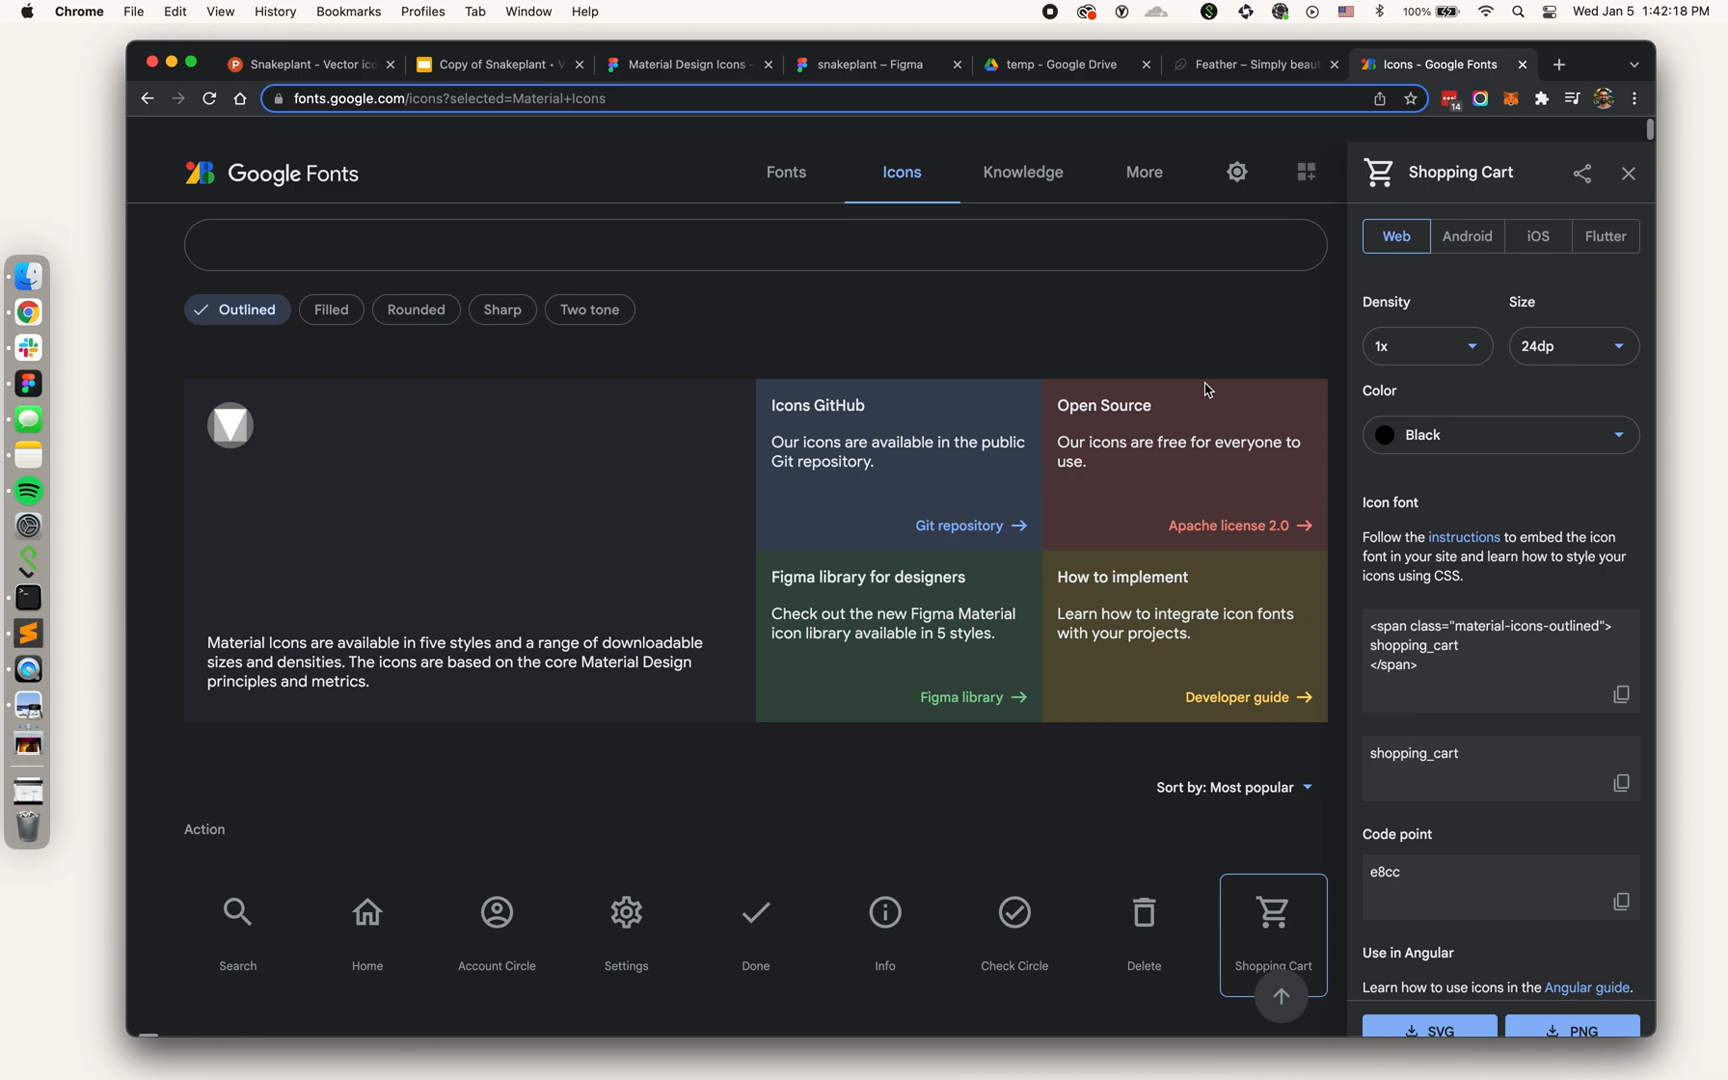 Chrome File Edit View History Bookmarks Profiles Tab Window Help
100% Wed Jan 5 1:42:18 PM
Snakeplant - Vector ic
Copy of Snakeplant • V
Material Design Icons -
snakeplant – Figma
temp - Google Drive
Feather – Simply beaut
Icons - Google Fonts
fonts.google.com/icons?selected=Material+Icons
14
Google Fonts
Fonts
Icons
Knowledge
More
Shopping Cart
Web
Android
iOS
Flutter
Outlined
Filled
Rounded
Sharp
Two tone
Density
Size
1x
24dp
Color
Black
Icons GitHub
Our icons are available in the public
Git repository.
Git repository
Open Source
Our icons are free for everyone to
use.
Apache license 2.0
Material Icons are available in five styles and a range of downloadable
sizes and densities. The icons are based on the core Material Design
principles and metrics.
Figma library for designers
Check out the new Figma Material
icon library available in 5 styles.
Figma library
How to implement
Learn how to integrate icon fonts
with your projects.
Developer guide
Icon font
Follow the instructions to embed the icon
font in your site and learn how to style your
icons using CSS.
<span class="material-icons-outlined">
shopping_cart
</span>
shopping_cart
Code point
e8cc
Use in Angular
Learn how to use icons in the Angular guide.
SVG
PNG
Sort by: Most popular
Action
Search
Home
Account Circle
Settings
Done
Info
Check Circle
Delete
Shopping Cart